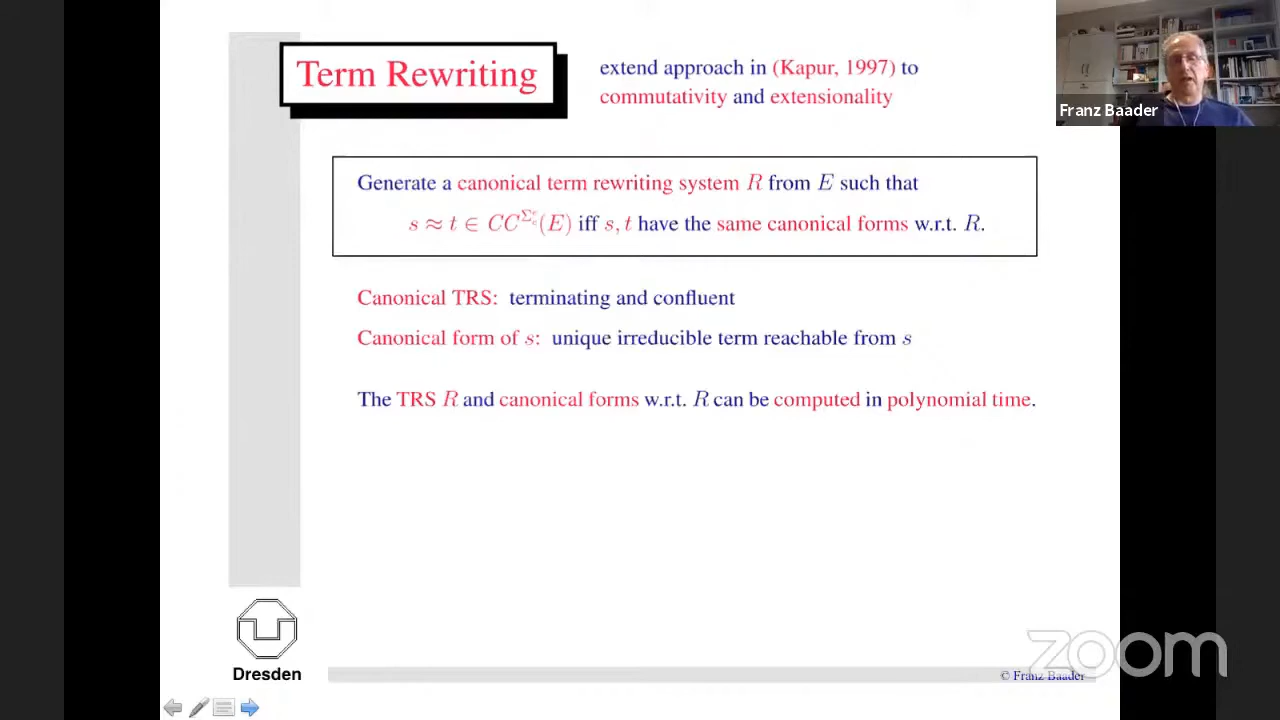 Term Rewriting
extend approach in (Kapur, 1997) to
commutativity and extensionality
Franz Baader
Generate a canonical term rewriting system R from E such that
s ≈ t ∈ CC^{Σ_c^e}(E) iff s, t have the same canonical forms w.r.t. R.
Canonical TRS: terminating and confluent
Canonical form of s: unique irreducible term reachable from s
The TRS R and canonical forms w.r.t. R can be computed in polynomial time.
Dresden
© Franz Baader
zoom